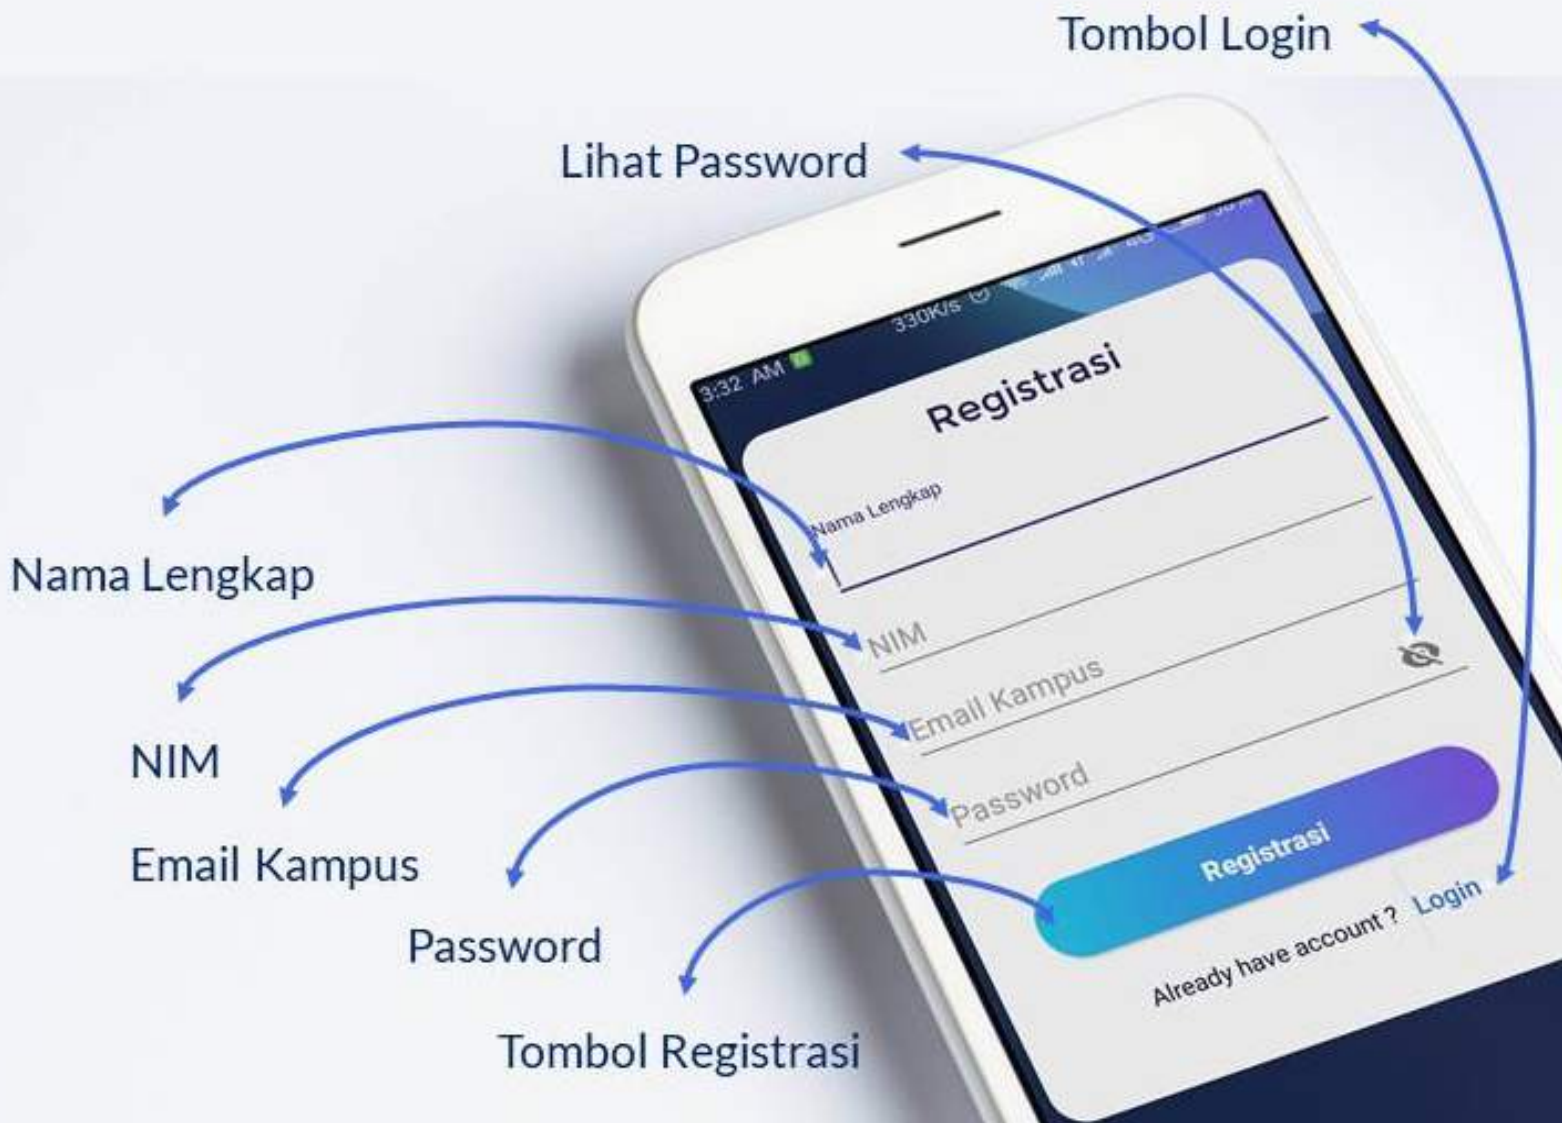 Tombol Login
Lihat Password
3:32 AM
330K/s
Registrasi
Nama Lengkap
NIM
Email Kampus
Password
Registrasi
Already have account ? Login
Nama Lengkap
NIM
Email Kampus
Password
Tombol Registrasi